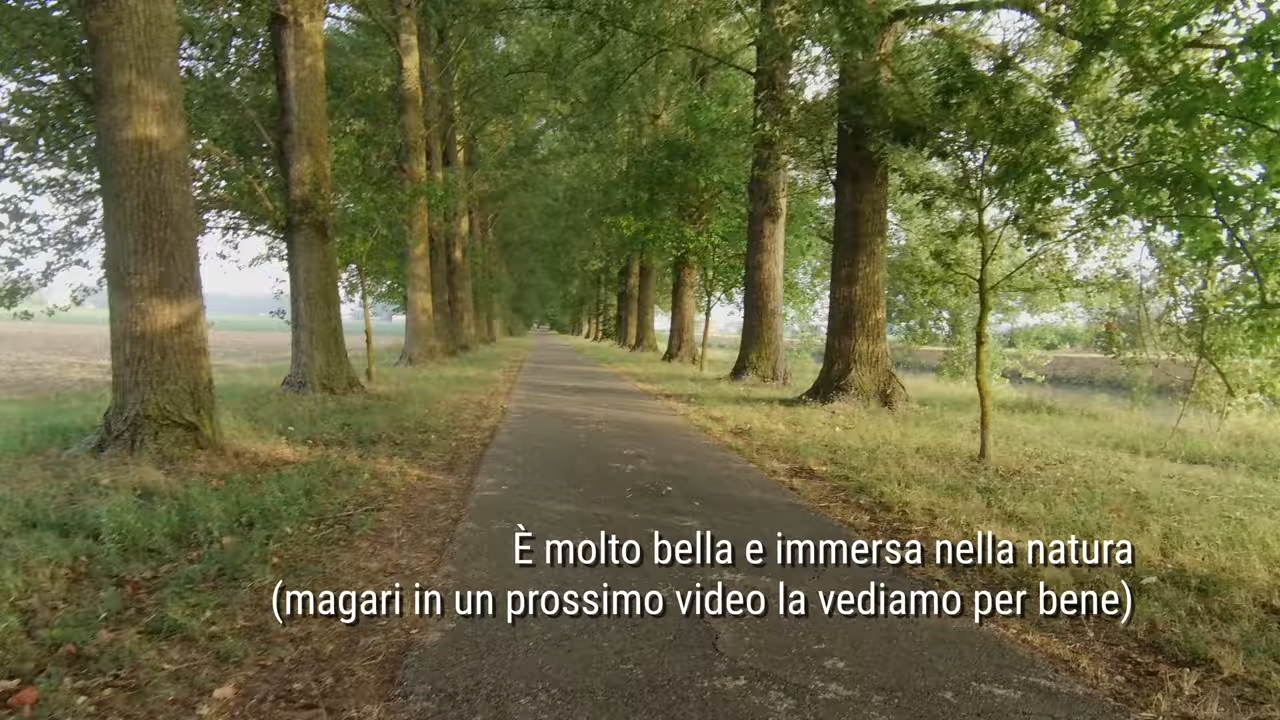 È molto bella e immersa nella natura
(magari in un prossimo video la vediamo per bene)